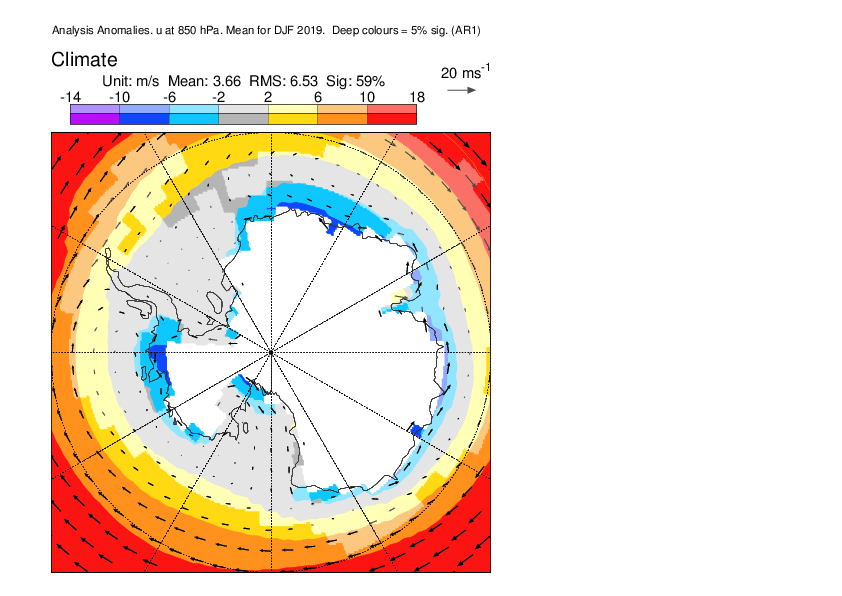 Analysis Anomalies. u at 850 hPa. Mean for DJF 2019. Deep colours = 5% sig. (AR1)
Climate
20 ms-1
Unit: m/s Mean: 3.66 RMS: 6.53 Sig: 59%
-14 -10 -6 -2 2 6 10 18